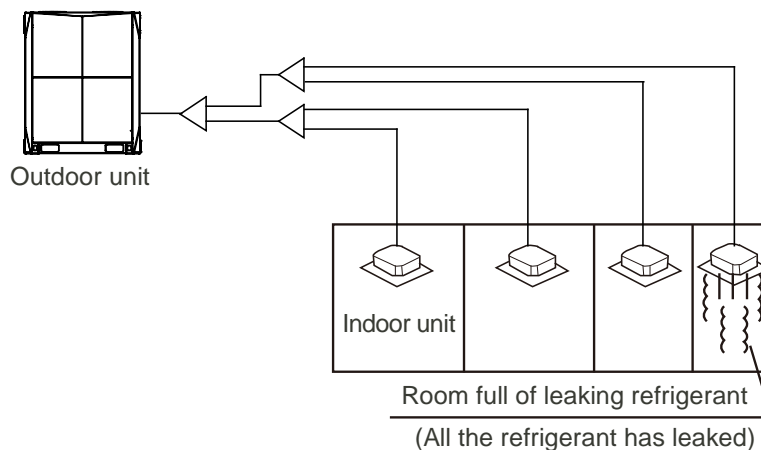 Outdoor unit
Indoor unit
Room full of leaking refrigerant
(All the refrigerant has leaked)